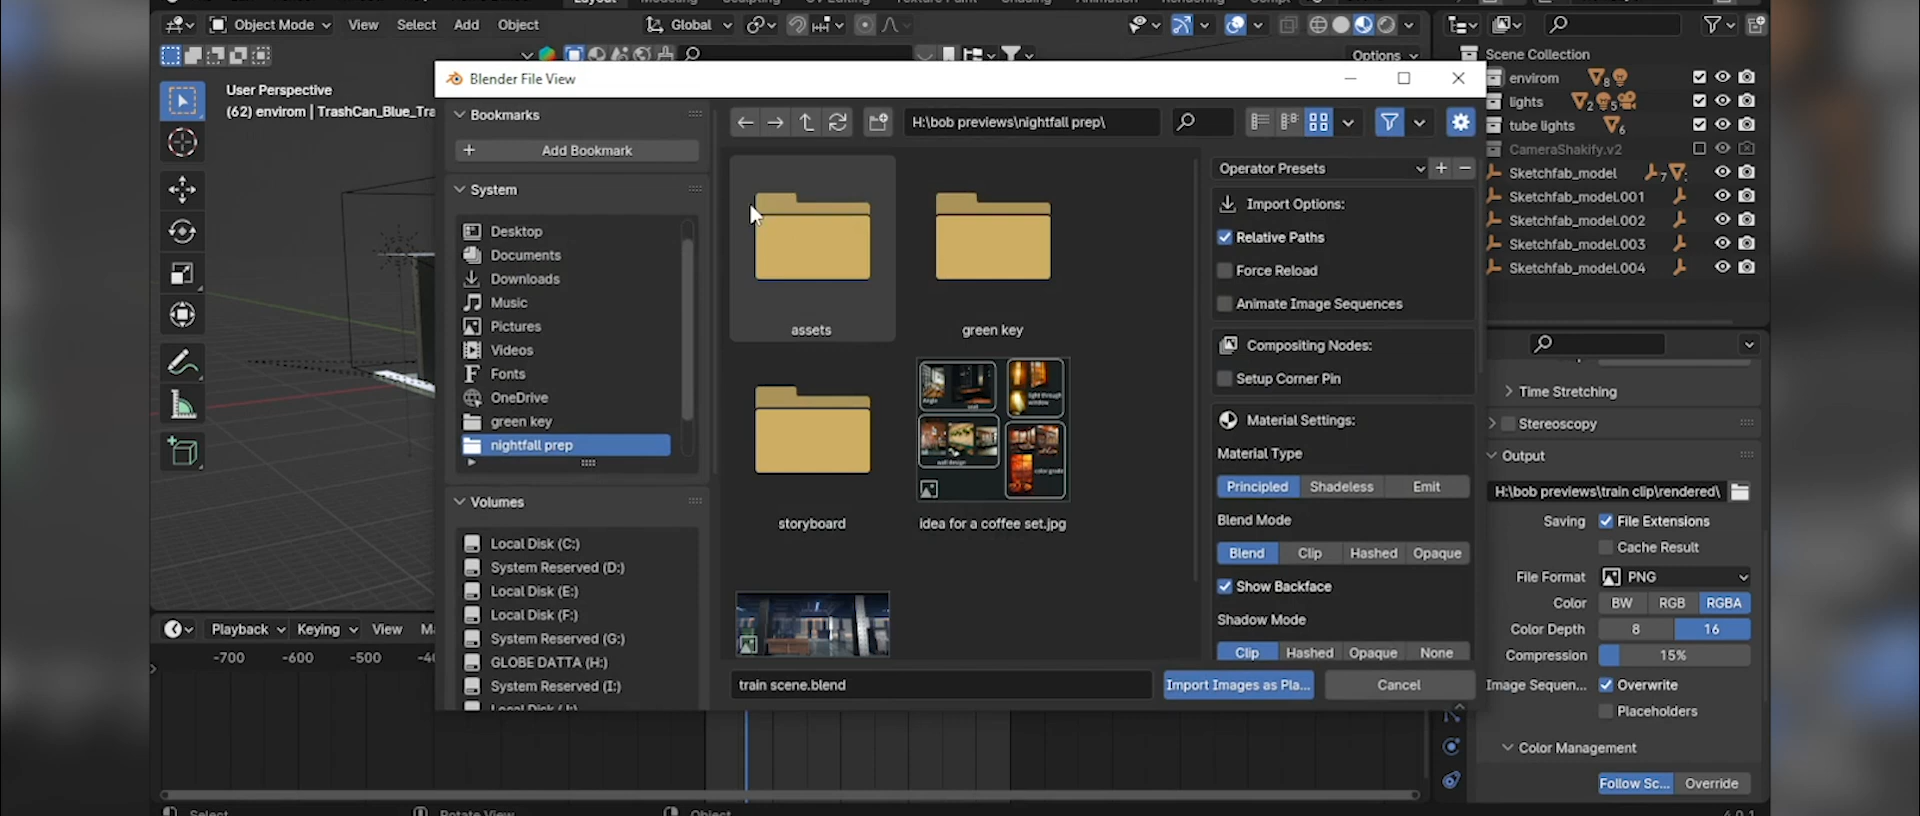 Object Mode View Select Add Object Global
Options
User Perspective
(62) envirom | TrashCan_Blue_Tra
Blender File View
Bookmarks
Add Bookmark
System
Desktop
Documents
Downloads
Music
Pictures
Videos
Fonts
OneDrive
green key
nightfall prep
Volumes
Local Disk (C:)
System Reserved (D:)
Local Disk (E:)
Local Disk (F:)
System Reserved (G:)
GLOBE DATTA (H:)
System Reserved (I:)
H:\bob previews\nightfall prep\
assets
green key
storyboard
idea for a coffee set.jpg
train scene.blend
Import Images as Pla...
Cancel
Operator Presets
Import Options:
Relative Paths
Force Reload
Animate Image Sequences
Compositing Nodes:
Setup Corner Pin
Material Settings:
Material Type
Principled Shadeless Emit
Blend Mode
Blend Clip Hashed Opaque
Show Backface
Shadow Mode
Clip Hashed Opaque None
Scene Collection
envirom 8
lights 2 5
tube lights 6
CameraShakify.v2
Sketchfab_model 7
Sketchfab_model.001
Sketchfab_model.002
Sketchfab_model.003
Sketchfab_model.004
Time Stretching
Stereoscopy
Output
H:\bob previews\train clip\rendered\
Saving File Extensions
Cache Result
File Format PNG
Color BW RGB RGBA
Color Depth 8 16
Compression 15%
Image Sequen... Overwrite
Placeholders
Color Management
Follow Sc... Override
Playback Keying View
-700 -600 -500